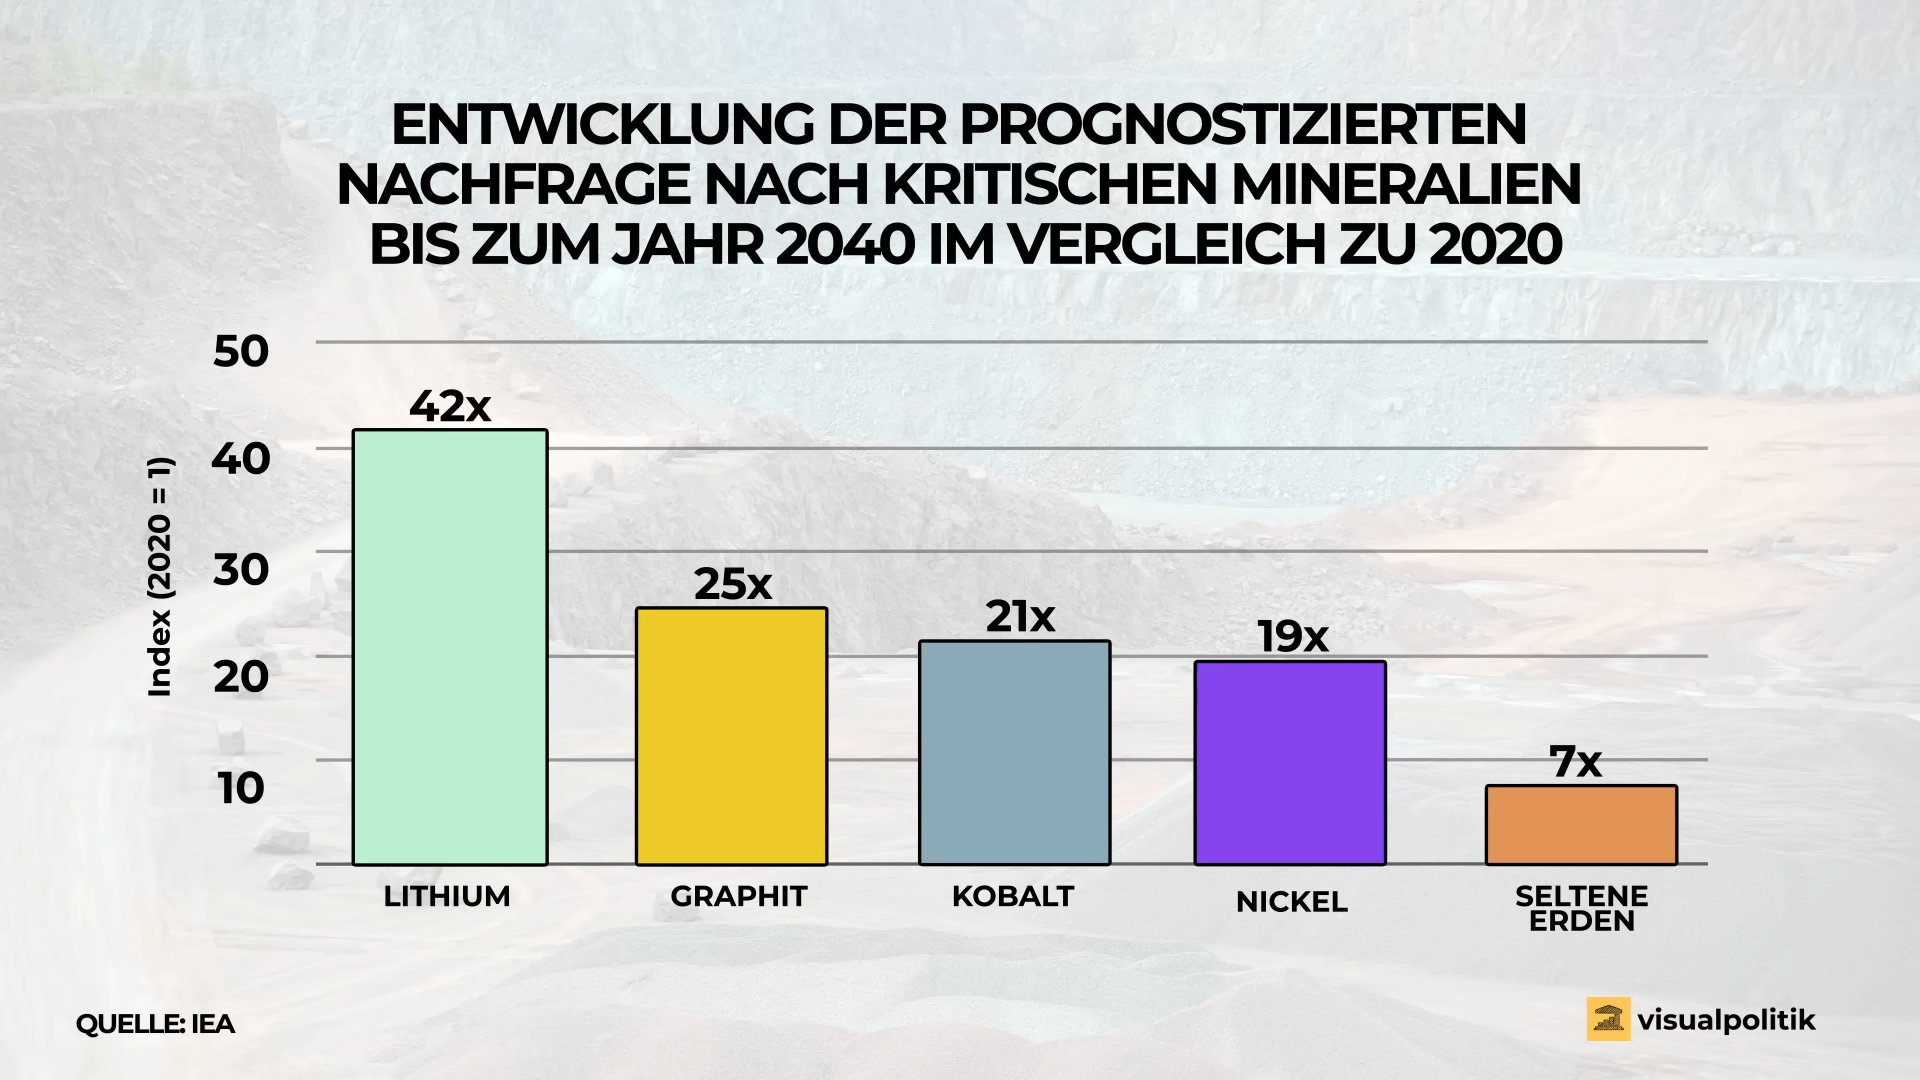 ENTWICKLUNG DER PROGNOSTIZIERTEN
NACHFRAGE NACH KRITISCHEN MINERALIEN
BIS ZUM JAHR 2040 IM VERGLEICH ZU 2020
Index (2020 = 1)
50
40
30
20
10
42x
25x
21x
19x
7x
LITHIUM
GRAPHIT
KOBALT
NICKEL
SELTENE
ERDEN
QUELLE: IEA
visualpolitik